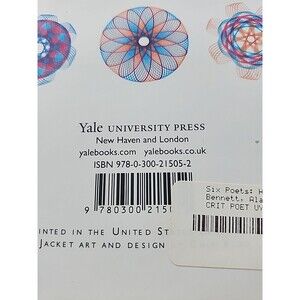 Yale UNIVERSITY PRESS
New Haven and London
yalebooks.com yalebooks.co.uk
ISBN 978-0-300-21505-2
9 780300 2150
Six Poets: H
Bennett, Ala
CRIT POET UV
INTED IN THE UNITED STATES
JACKET ART AND DESIGN